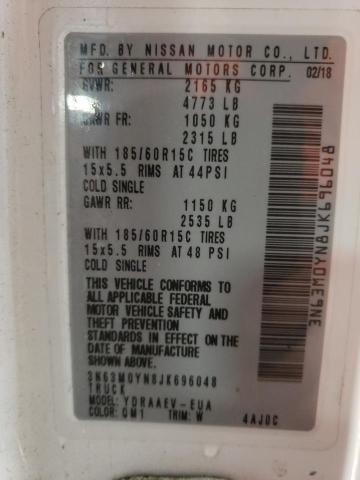 MFD. BY NISSAN MOTOR CO., LTD.
FOR GENERAL MOTORS CORP. 02/18
GVWR: 2165 KG
4773 LB
GAWR FR: 1050 KG
2315 LB
WITH 185/60R15C TIRES
15x5.5 RIMS AT 44PSI
COLD SINGLE
GAWR RR: 1150 KG
2535 LB
WITH 185/60R15C TIRES
15x5.5 RIMS AT 48 PSI
COLD SINGLE
THIS VEHICLE CONFORMS TO
ALL APPLICABLE FEDERAL
MOTOR VEHICLE SAFETY AND
THEFT PREVENTION
STANDARDS IN EFFECT ON THE
DATE OF MANUFACTURE
SHOWN ABOVE.
3N63M0YN8JK696048
TRUCK
MODEL: YDRAAEV-EUA
COLOR: QM1 TRIM: W 4AJ0C
3N63M0YN8JK696048